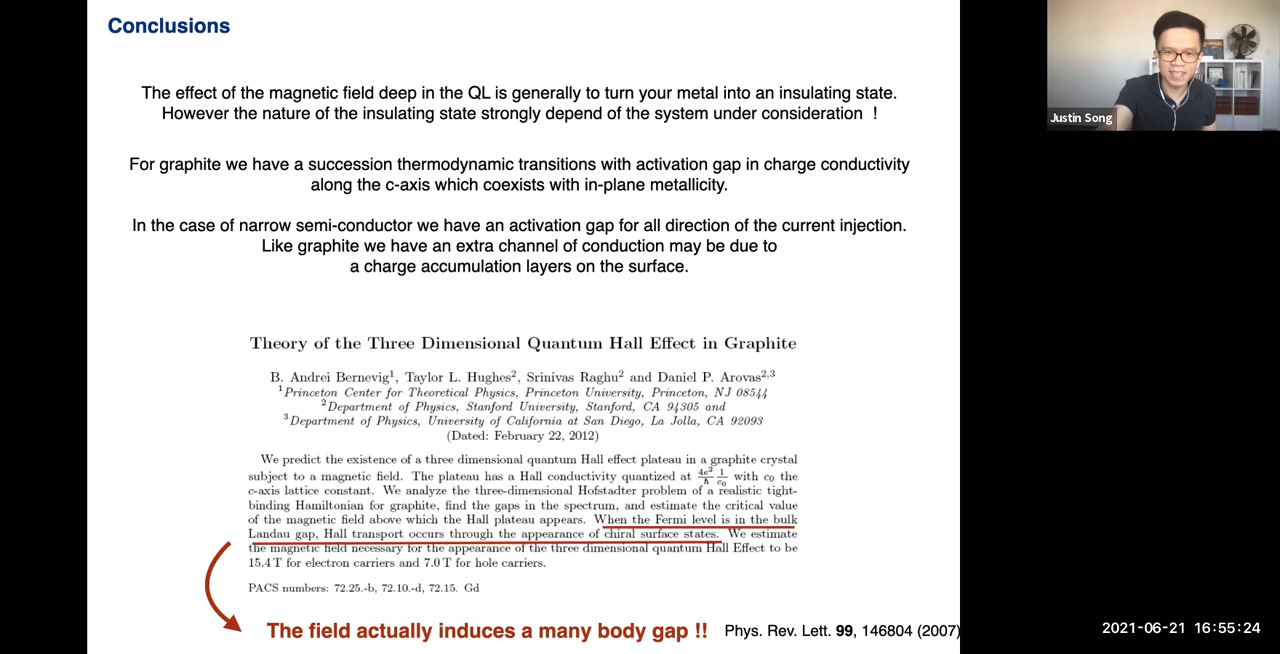 Conclusions
The effect of the magnetic field deep in the QL is generally to turn your metal into an insulating state.
However the nature of the insulating state strongly depend of the system under consideration !
For graphite we have a succession thermodynamic transitions with activation gap in charge conductivity
along the c-axis which coexists with in-plane metallicity.
In the case of narrow semi-conductor we have an activation gap for all direction of the current injection.
Like graphite we have an extra channel of conduction may be due to
a charge accumulation layers on the surface.
Theory of the Three Dimensional Quantum Hall Effect in Graphite
B. Andrei Bernevig¹, Taylor L. Hughes², Srinivas Raghu² and Daniel P. Arovas²,³
¹Princeton Center for Theoretical Physics, Princeton University, Princeton, NJ 08544
²Department of Physics, Stanford University, Stanford, CA 94305 and
³Department of Physics, University of California at San Diego, La Jolla, CA 92093
(Dated: February 22, 2012)
We predict the existence of a three dimensional quantum Hall effect plateau in a graphite crystal
subject to a magnetic field. The plateau has a Hall conductivity quantized at 4e²/ħ 1/c₀ with c₀ the
c-axis lattice constant. We analyze the three-dimensional Hofstadter problem of a realistic tight-
binding Hamiltonian for graphite, find the gaps in the spectrum, and estimate the critical value
of the magnetic field above which the Hall plateau appears. When the Fermi level is in the bulk
Landau gap, Hall transport occurs through the appearance of chiral surface states. We estimate
the magnetic field necessary for the appearance of the three dimensional quantum Hall Effect to be
15.4 T for electron carriers and 7.0 T for hole carriers.
PACS numbers: 72.25.-b, 72.10.-d, 72.15. Gd
The field actually induces a many body gap !! Phys. Rev. Lett. 99, 146804 (2007)
Justin Song
2021-06-21 16:55:24